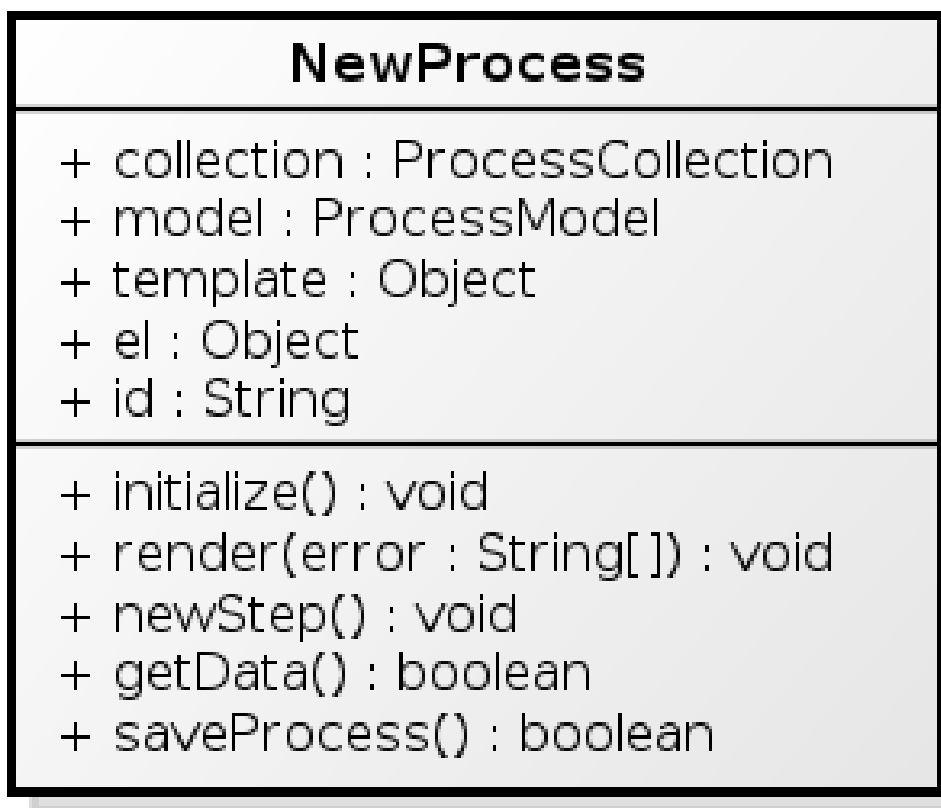 NewProcess
+ collection : ProcessCollection
+ model : ProcessModel
+ template : Object
+ el : Object
+ id : String
+ initialize() : void
+ render(error : String[]) : void
+ newStep() : void
+ getData() : boolean
+ saveProcess() : boolean